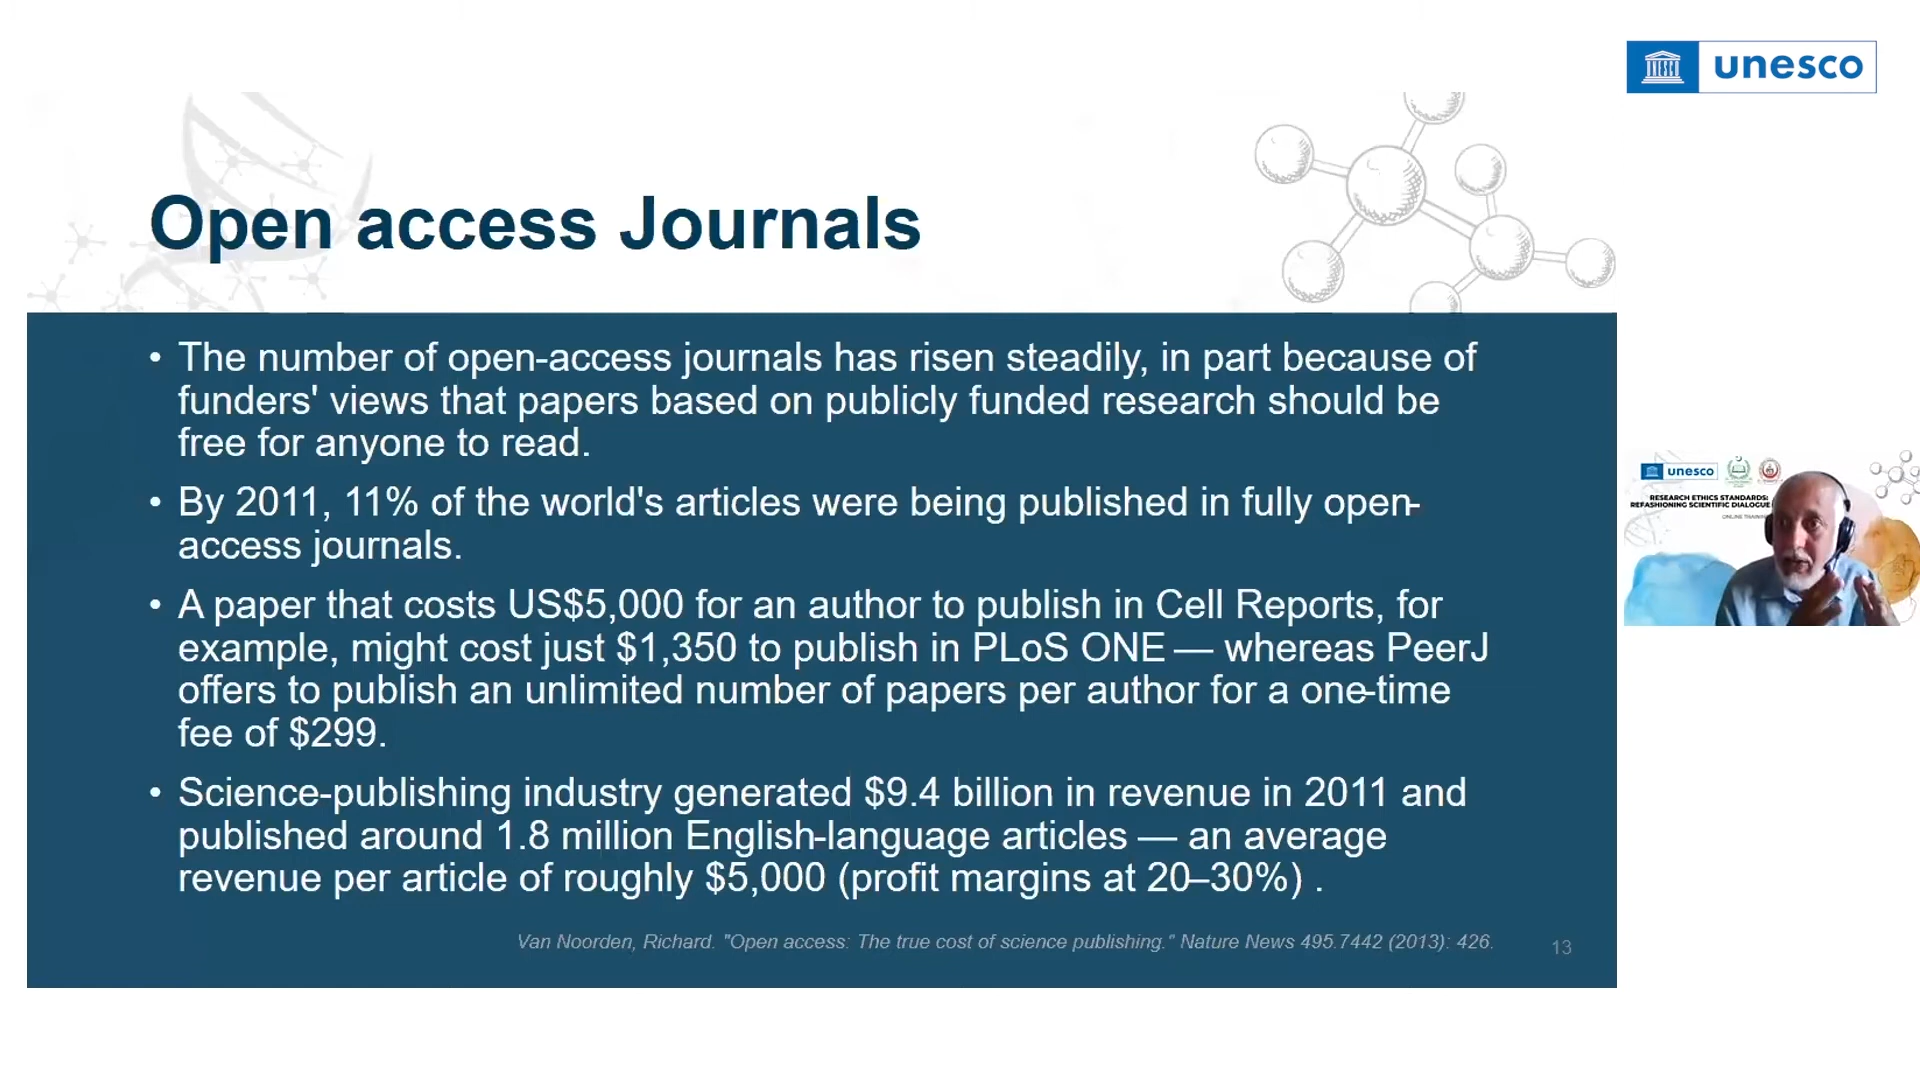 unesco
Open access Journals
• The number of open-access journals has risen steadily, in part because of
funders' views that papers based on publicly funded research should be
free for anyone to read.
• By 2011, 11% of the world's articles were being published in fully open-
access journals.
• A paper that costs US$5,000 for an author to publish in Cell Reports, for
example, might cost just $1,350 to publish in PLoS ONE — whereas PeerJ
offers to publish an unlimited number of papers per author for a one-time
fee of $299.
• Science-publishing industry generated $9.4 billion in revenue in 2011 and
published around 1.8 million English-language articles — an average
revenue per article of roughly $5,000 (profit margins at 20–30%) .
Van Noorden, Richard. "Open access: The true cost of science publishing." Nature News 495.7442 (2013): 426.
13
unesco
RESEARCH ETHICS STANDARDS:
REFASHIONING SCIENTIFIC DIALOGUE
ONLINE TRAINING